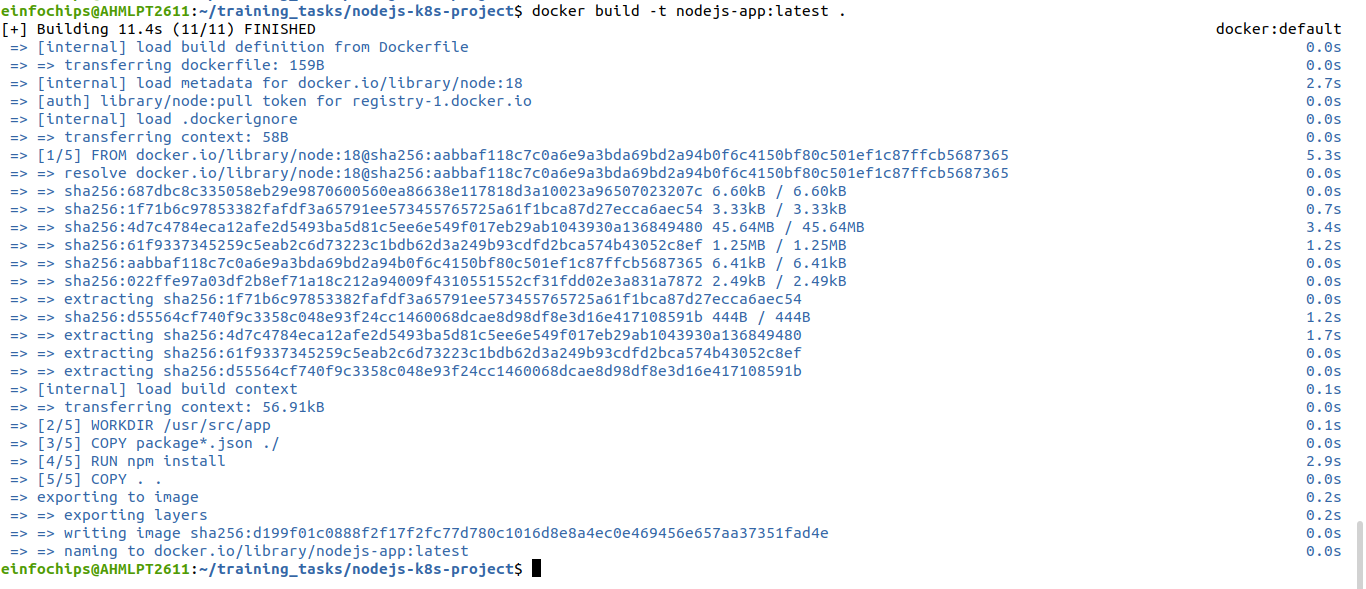 einfochips@AHMLPT2611:~/training_tasks/nodejs-k8s-project$ docker build -t nodejs-app:latest .
[+] Building 11.4s (11/11) FINISHED docker:default
=> [internal] load build definition from Dockerfile 0.0s
=> => transferring dockerfile: 159B 0.0s
=> [internal] load metadata for docker.io/library/node:18 2.7s
=> [auth] library/node:pull token for registry-1.docker.io 0.0s
=> [internal] load .dockerignore 0.0s
=> => transferring context: 58B 0.0s
=> [1/5] FROM docker.io/library/node:18@sha256:aabbaf118c7c0a6e9a3bda69bd2a94b0f6c4150bf80c501ef1c87ffcb5687365 5.3s
=> => resolve docker.io/library/node:18@sha256:aabbaf118c7c0a6e9a3bda69bd2a94b0f6c4150bf80c501ef1c87ffcb5687365 0.0s
=> => sha256:687dbc8c335058eb29e9870600560ea86638e117818d3a10023a96507023207c 6.60kB / 6.60kB 0.0s
=> => sha256:1f71b6c97853382fafdf3a65791ee573455765725a61f1bca87d27ecca6aec54 3.33kB / 3.33kB 0.7s
=> => sha256:4d7c4784eca12afe2d5493ba5d81c5ee6e549f017eb29ab1043930a136849480 45.64MB / 45.64MB 3.4s
=> => sha256:61f9337345259c5eab2c6d73223c1bdb62d3a249b93cdfd2bca574b43052c8ef 1.25MB / 1.25MB 1.2s
=> => sha256:aabbaf118c7c0a6e9a3bda69bd2a94b0f6c4150bf80c501ef1c87ffcb5687365 6.41kB / 6.41kB 0.0s
=> => sha256:022ffe97a03df2b8ef71a18c212a94009f4310551552cf31fdd02e3a831a7872 2.49kB / 2.49kB 0.0s
=> => extracting sha256:1f71b6c97853382fafdf3a65791ee573455765725a61f1bca87d27ecca6aec54 0.0s
=> => sha256:d55564cf740f9c3358c048e93f24cc1460068dcae8d98df8e3d16e417108591b 444B / 444B 1.2s
=> => extracting sha256:4d7c4784eca12afe2d5493ba5d81c5ee6e549f017eb29ab1043930a136849480 1.7s
=> => extracting sha256:61f9337345259c5eab2c6d73223c1bdb62d3a249b93cdfd2bca574b43052c8ef 0.0s
=> => extracting sha256:d55564cf740f9c3358c048e93f24cc1460068dcae8d98df8e3d16e417108591b 0.0s
=> [internal] load build context 0.1s
=> => transferring context: 56.91kB 0.0s
=> [2/5] WORKDIR /usr/src/app 0.1s
=> [3/5] COPY package*.json ./ 0.0s
=> [4/5] RUN npm install 2.9s
=> [5/5] COPY . . 0.0s
=> exporting to image 0.2s
=> => exporting layers 0.2s
=> => writing image sha256:d199f01c0888f2f17f2fc77d780c1016d8e8a4ec0e469456e657aa37351fad4e 0.0s
=> => naming to docker.io/library/nodejs-app:latest 0.0s
einfochips@AHMLPT2611:~/training_tasks/nodejs-k8s-project$